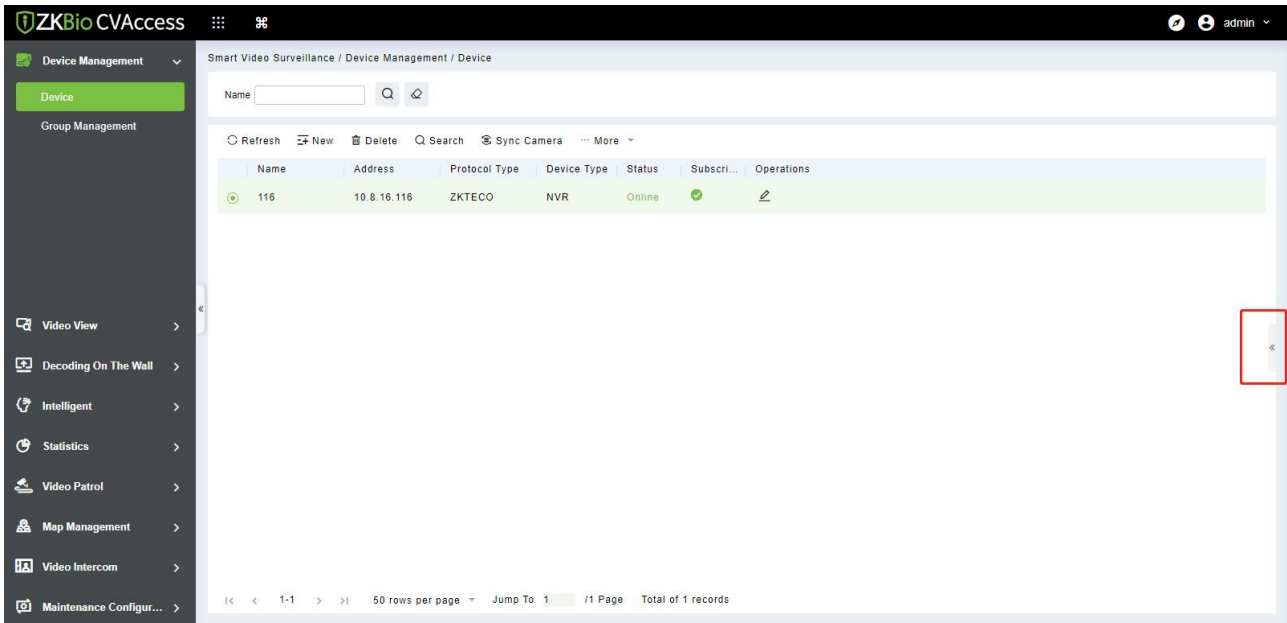 ZKBio CVAccess
admin
Device Management
Device
Group Management
Video View
Decoding On The Wall
Intelligent
Statistics
Video Patrol
Map Management
Video Intercom
Maintenance Configur...
Smart Video Surveillance / Device Management / Device
Name
Refresh New Delete Search Sync Camera ··· More
Name Address Protocol Type Device Type Status Subscri... Operations
116 10.8.16.116 ZKTECO NVR Online
|< < 1-1 > >| 50 rows per page Jump To 1 /1 Page Total of 1 records